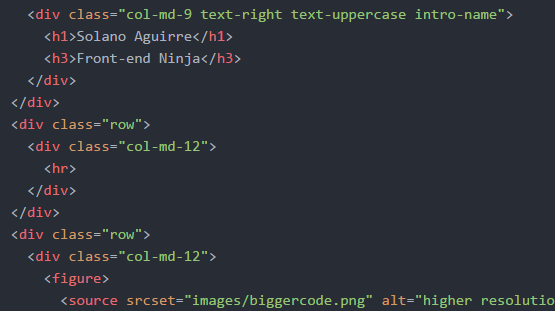 <div class="col-md-9 text-right text-uppercase intro-name">
<h1>Solano Aguirre</h1>
<h3>Front-end Ninja</h3>
</div>
</div>
<div class="row">
<div class="col-md-12">
<hr>
</div>
</div>
<div class="row">
<div class="col-md-12">
<figure>
<source srcset="images/biggercode.png" alt="higher